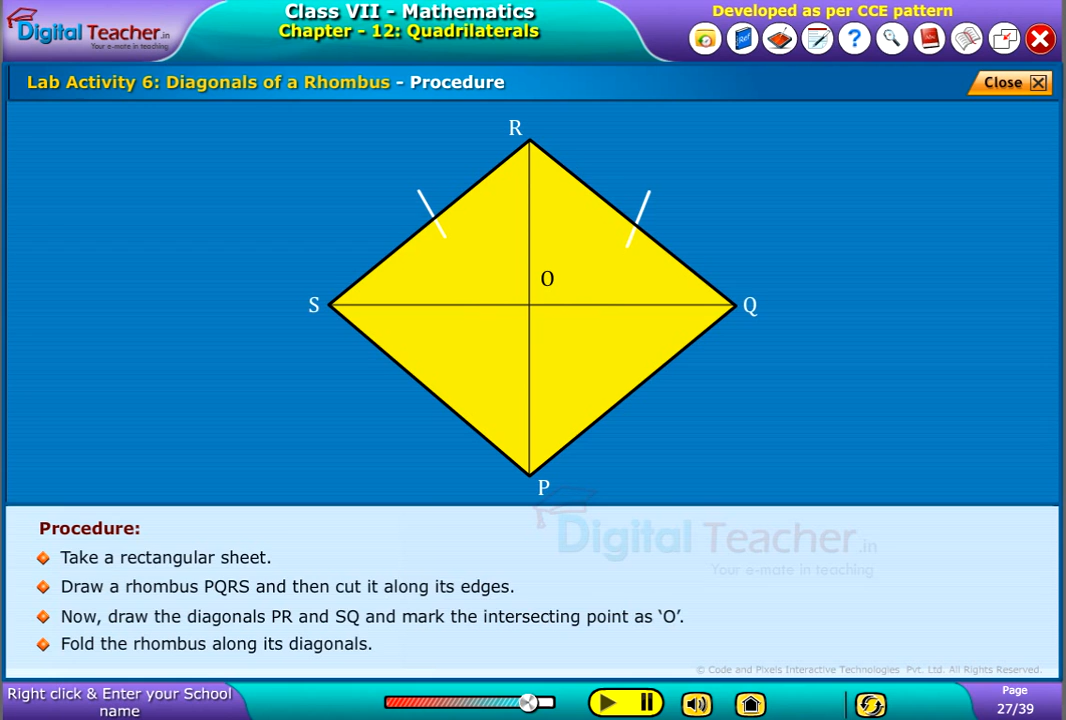 Digital Teacher.in
Your e-mate in teaching
Class VII - Mathematics
Chapter - 12: Quadrilaterals
Developed as per CCE pattern
Lab Activity 6: Diagonals of a Rhombus - Procedure
Close
R
O
S
Q
P
Digital Teacher.in
Your e-mate in teaching
Procedure:
Take a rectangular sheet.
Draw a rhombus PQRS and then cut it along its edges.
Now, draw the diagonals PR and SQ and mark the intersecting point as ‘O’.
Fold the rhombus along its diagonals.
© Code and Pixels Interactive Technologies Pvt. Ltd. All Rights Reserved.
Right click & Enter your School
name
Page
27/39